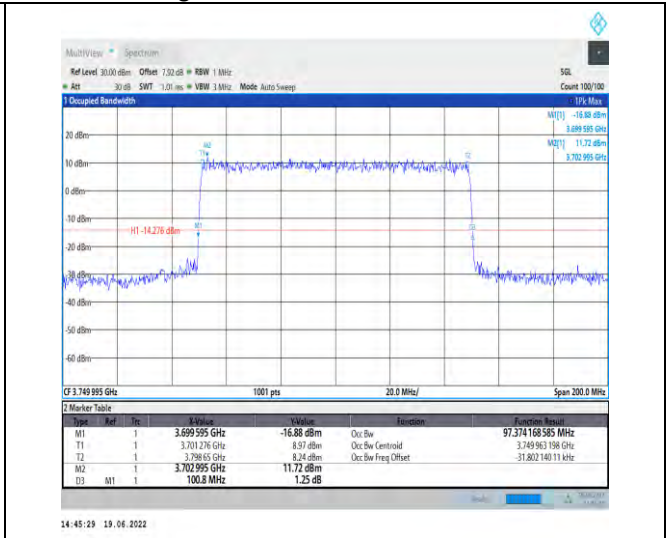 MultiView Spectrum
Ref Level 30.00 dBm Offset 7.92 dB RBW 1 MHz SGL
Att 30 dB SWT 1.01 ms VBW 3 MHz Mode Auto Sweep Count 100/100
1 Occupied Bandwidth 1Pk Max
M1[1] -16.88 dBm
3.699 595 GHz
M2[1] 11.72 dBm
3.702 995 GHz
20 dBm
M2
T1 T2
10 dBm
0 dBm
-10 dBm
H1 -14.276 dBm M1 D3
-20 dBm
-30 dBm
-40 dBm
-50 dBm
-60 dBm
CF 3.749 995 GHz 1001 pts 20.0 MHz/ Span 200.0 MHz
2 Marker Table
Type Ref Trc X-Value Y-Value Function Function Result
M1 1 3.699 595 GHz -16.88 dBm Occ Bw 97.374 168 585 MHz
T1 1 3.701 276 GHz 8.97 dBm Occ Bw Centroid 3.749 963 198 GHz
T2 1 3.798 65 GHz 8.24 dBm Occ Bw Freq Offset -31.802 140 11 kHz
M2 1 3.702 995 GHz 11.72 dBm
D3 M1 1 100.8 MHz 1.25 dB
14:45:29 19.06.2022